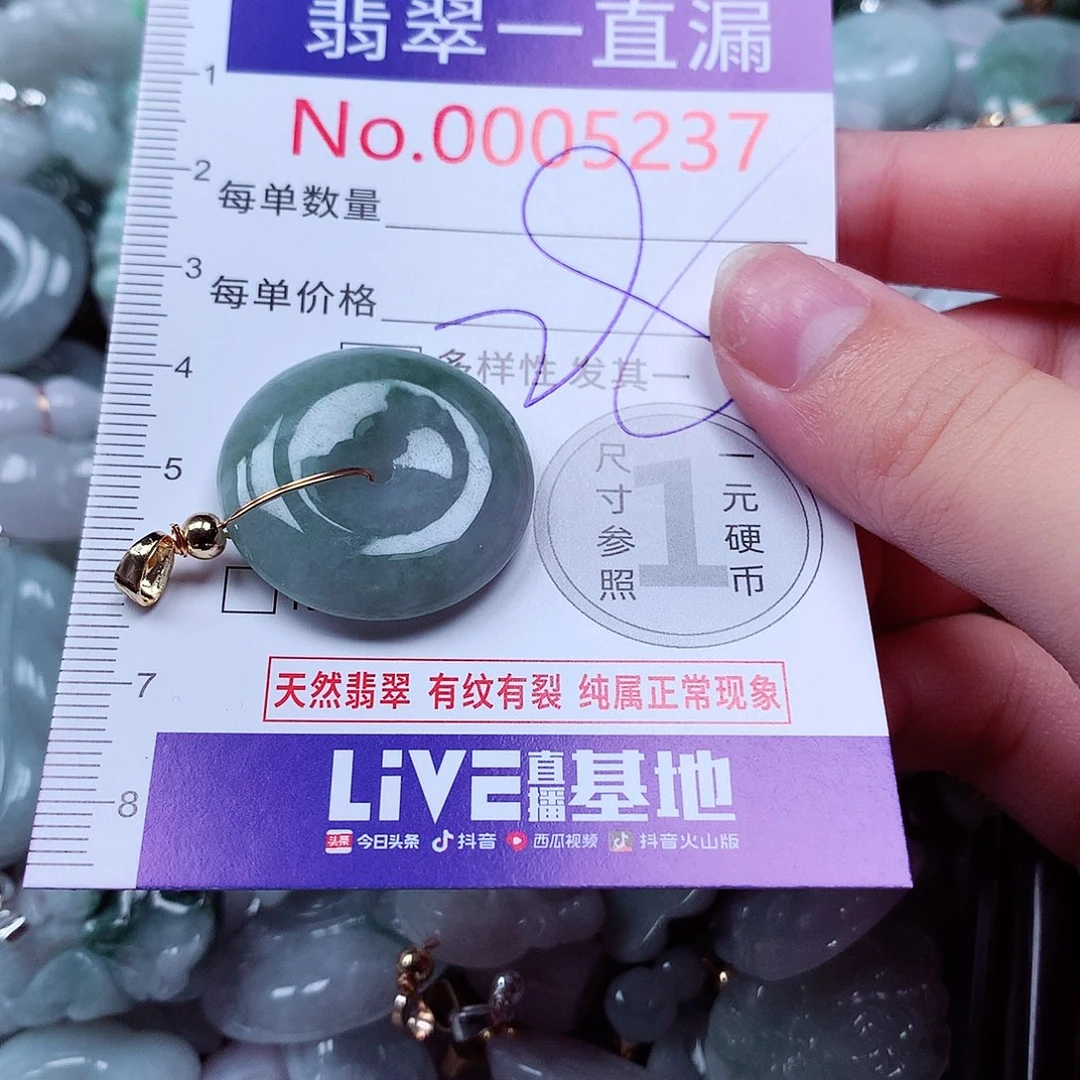 翡翠一直漏
1
No.0005237
2
每单数量
3
每单价格
4
多样性 发其一
5
尺寸参照
1
一元硬币
7
天然翡翠 有纹有裂 纯属正常现象
LiVE直播基地
8
头条 今日头条 抖音 西瓜视频 抖音火山版